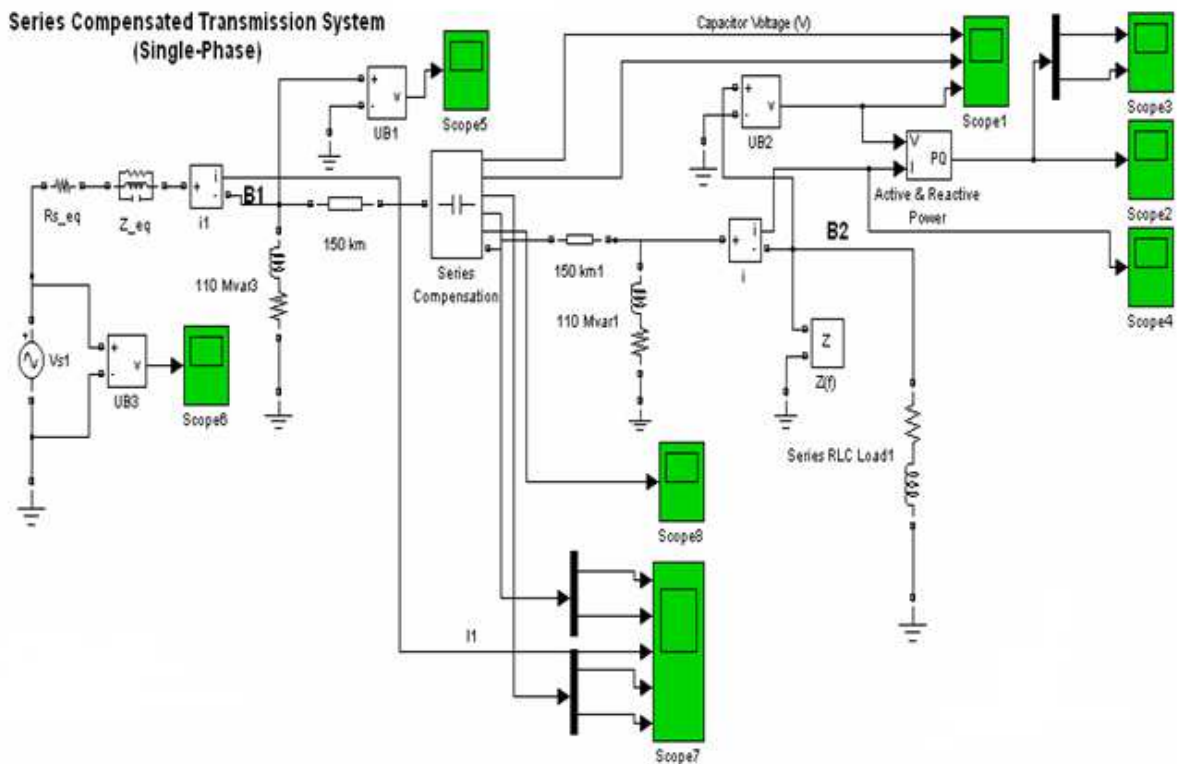 Series Compensated Transmission System
(Single-Phase)
Capacitor Voltage (V)
+
-
v
UB1
Scope5
+
-
v
UB2
Scope1
Scope3
V
I
PQ
Active & Reactive
Power
Scope2
Scope4
Rs_eq
Z_eq
+
-
i
i1
B1
150 km
Series
Compensation
150 km1
+
-
i
i
B2
110 Mvar3
110 Mvar1
Z
Z(f)
+
Vs1
+
-
v
UB3
Scope6
Series RLC Load1
Scope8
I1
Scope7